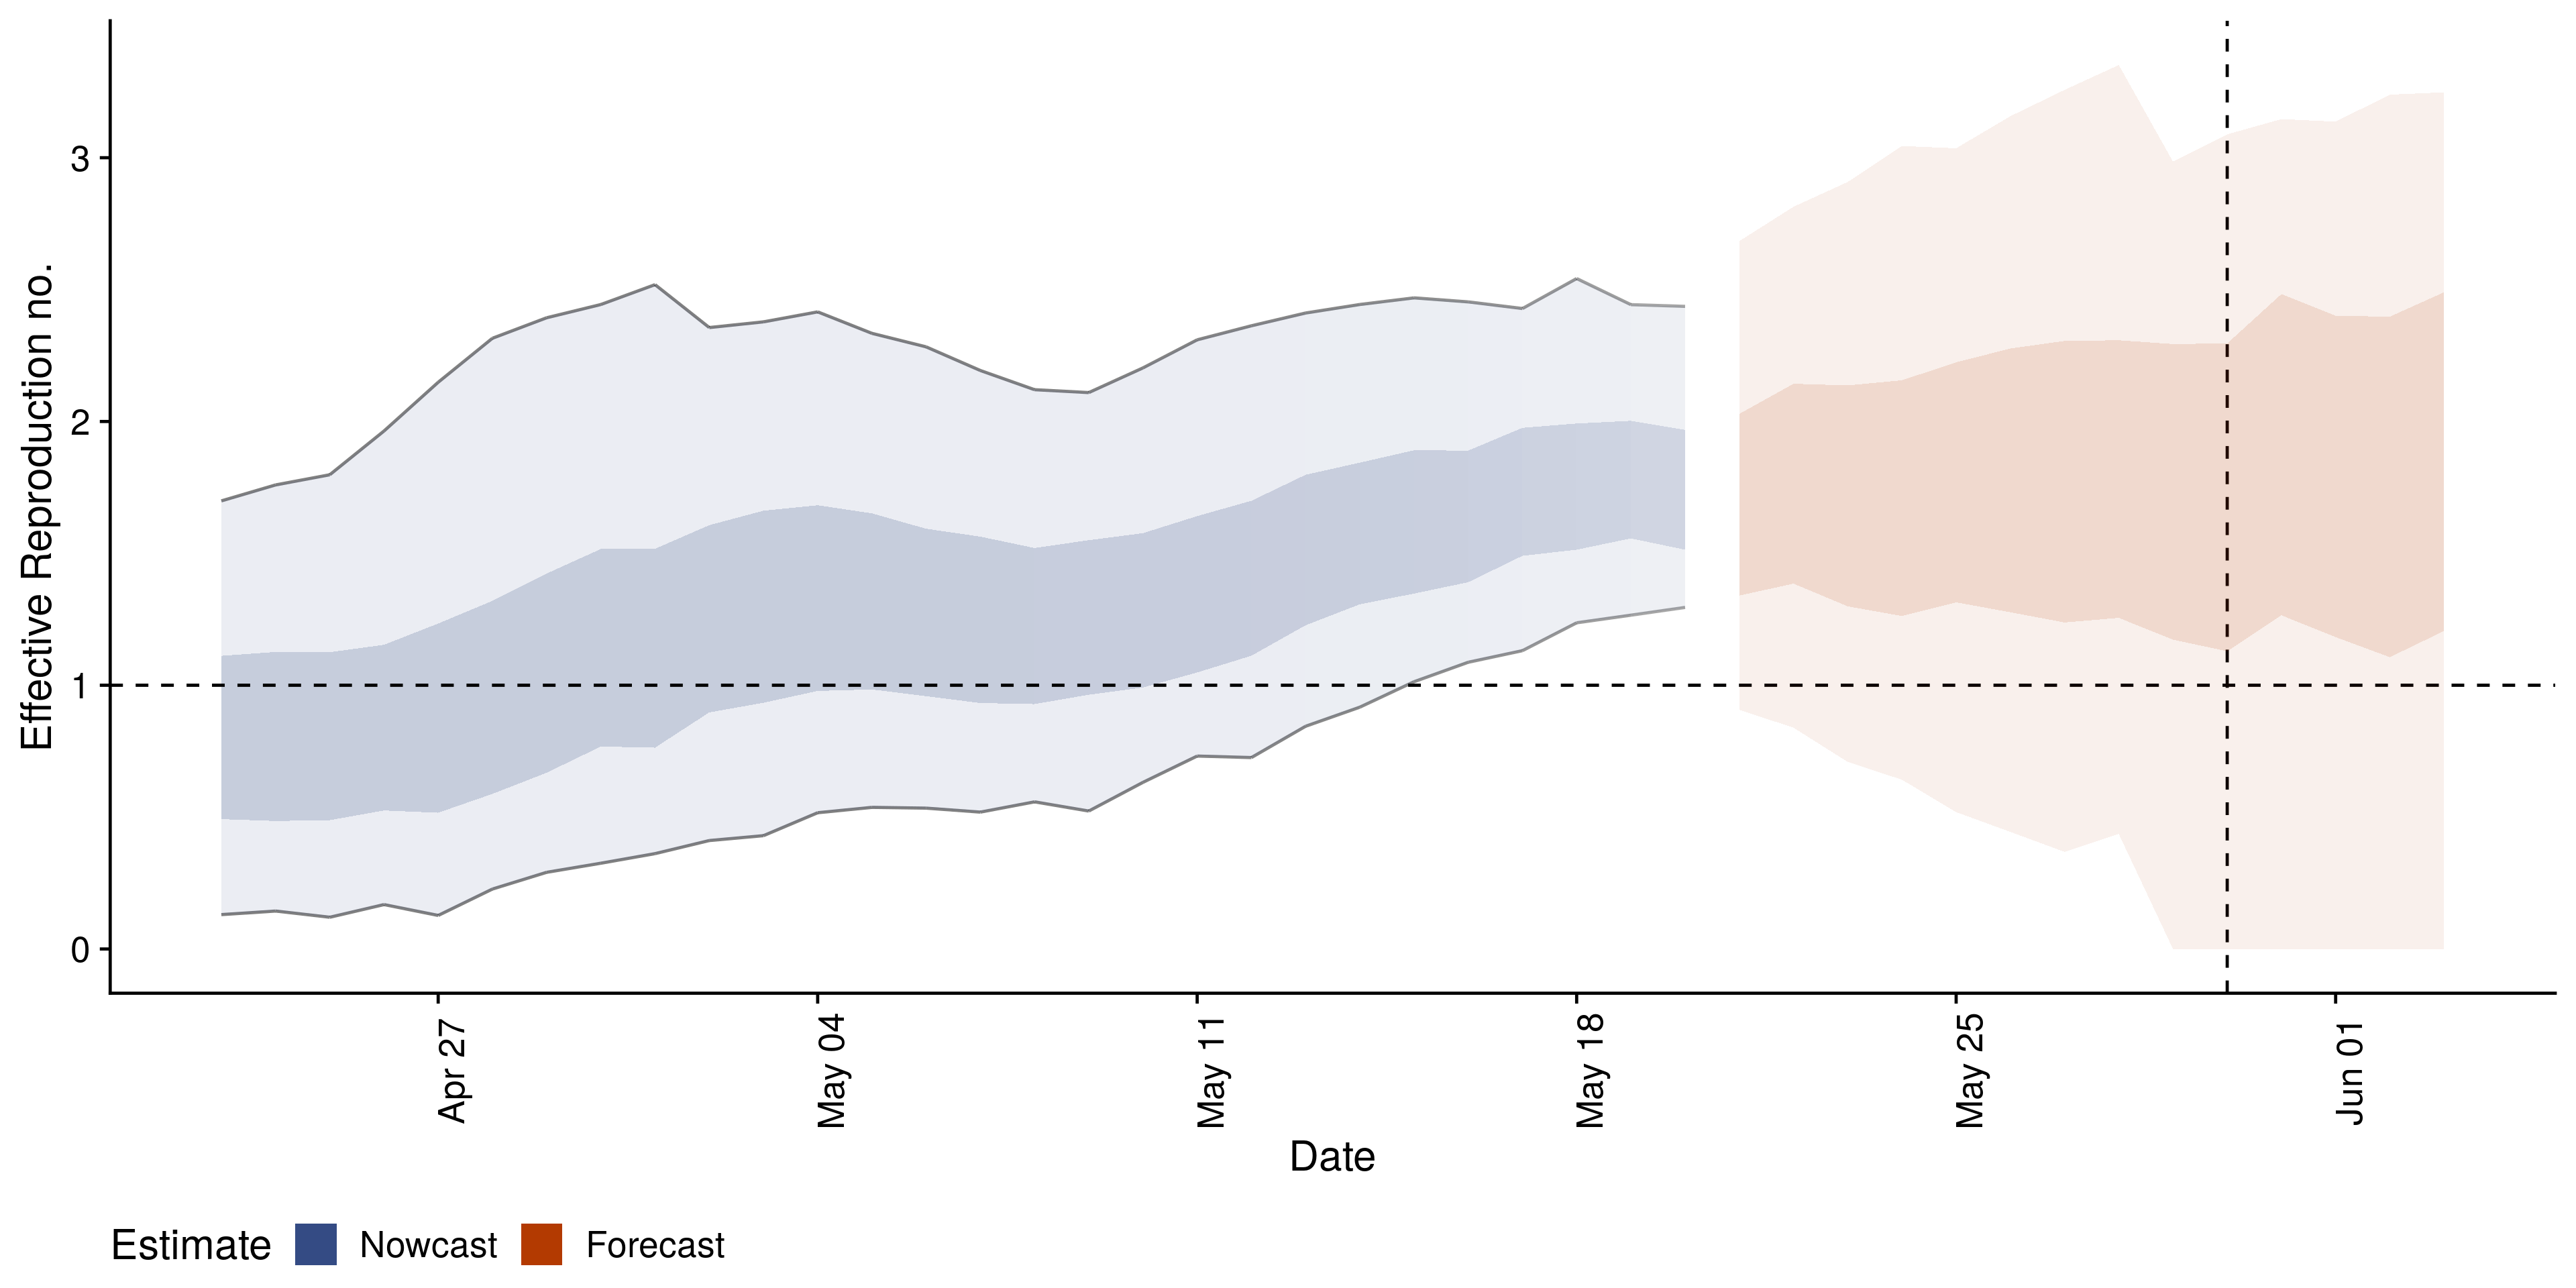 Effective Reproduction no.
3
2
1
0
Apr 27
May 04
May 11
May 18
May 25
Jun 01
Date
Estimate Nowcast Forecast